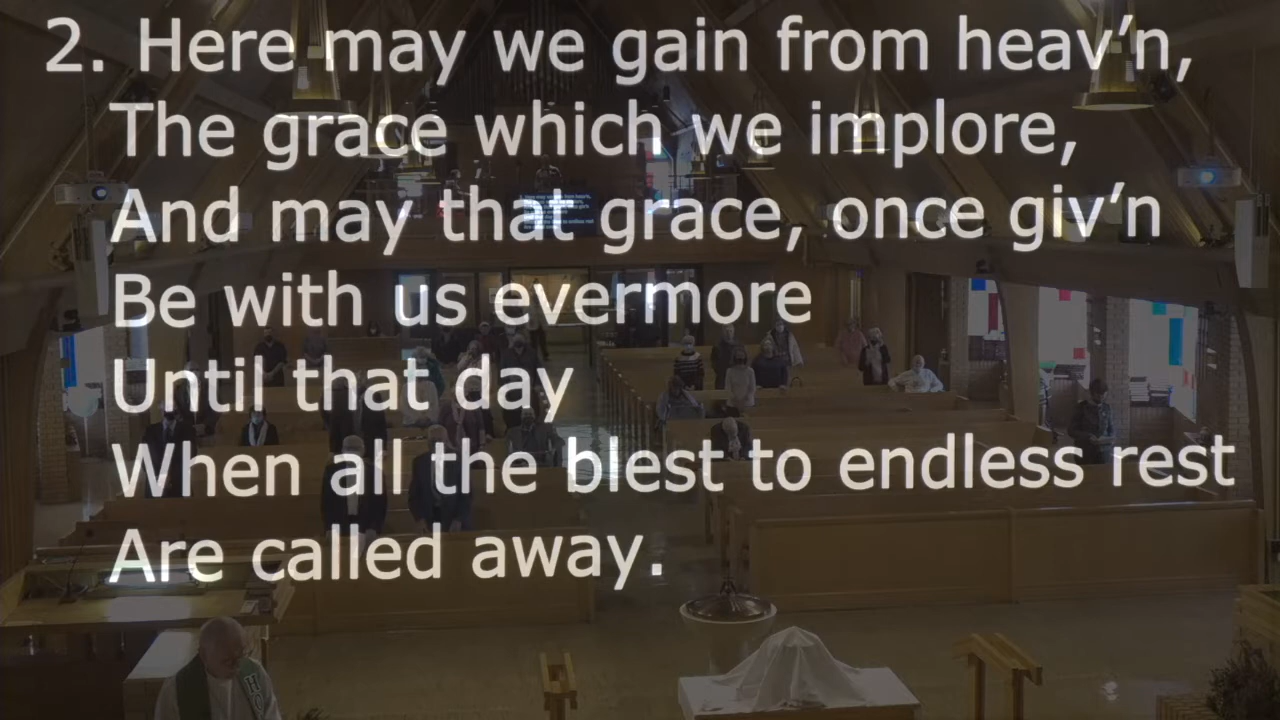 2. Here may we gain from heav’n,
The grace which we implore,
And may that grace, once giv’n
Be with us evermore
Until that day
When all the blest to endless rest
Are called away.